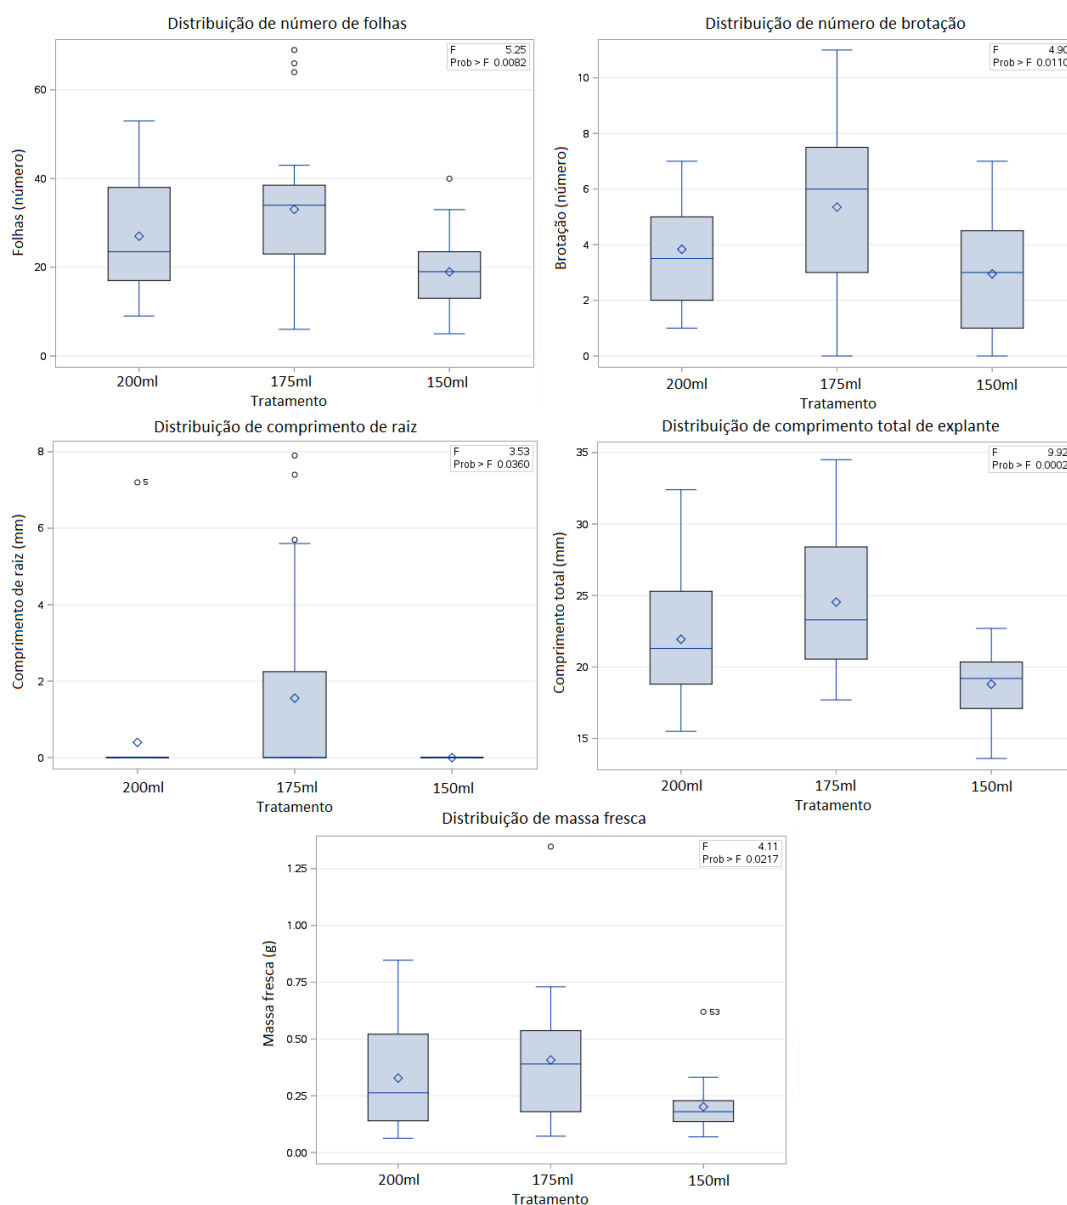 Distribuição de número de folhas
F 5.25
Prob > F 0.0082
60
40
20
0
Folhas (número)
200ml 175ml 150ml
Tratamento
Distribuição de número de brotação
F 4.90
Prob > F 0.0110
10
8
6
4
2
0
Brotação (número)
200ml 175ml 150ml
Tratamento
Distribuição de comprimento de raiz
F 3.53
Prob > F 0.0360
8
6
4
2
0
5
Comprimento de raiz (mm)
200ml 175ml 150ml
Tratamento
Distribuição de comprimento total de explante
F 9.92
Prob > F 0.0002
35
30
25
20
15
Comprimento total (mm)
200ml 175ml 150ml
Tratamento
Distribuição de massa fresca
F 4.11
Prob > F 0.0217
1.25
1.00
0.75
0.50
0.25
0.00
53
Massa fresca (g)
200ml 175ml 150ml
Tratamento